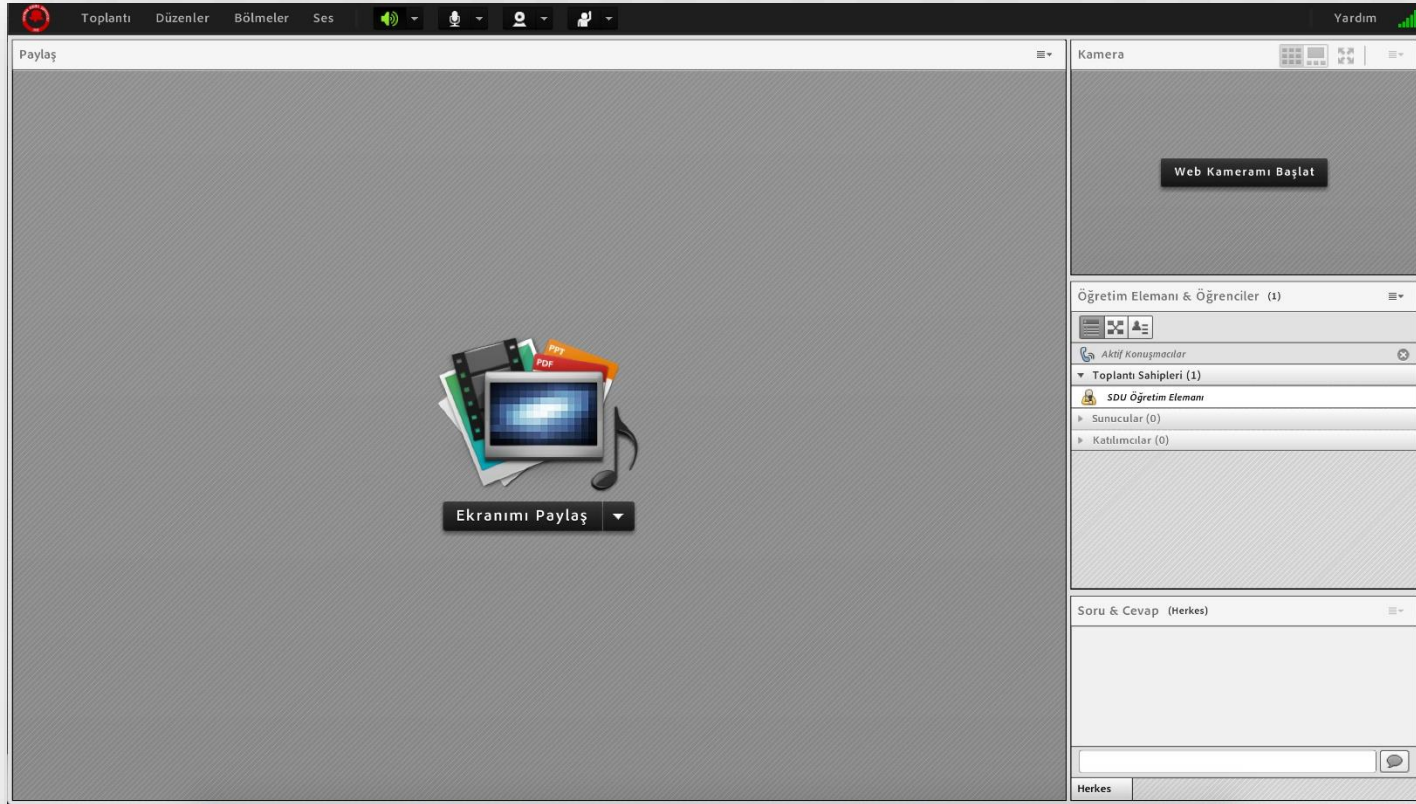 Toplantı Düzenler Bölmeler Ses Yardım
Paylaş
PPT
PDF
Ekranımı Paylaş
Kamera
Web Kameramı Başlat
Öğretim Elemanı & Öğrenciler (1)
Aktif Konuşmacılar
Toplantı Sahipleri (1)
SDU Öğretim Elemanı
Sunucular (0)
Katılımcılar (0)
Soru & Cevap (Herkes)
Herkes